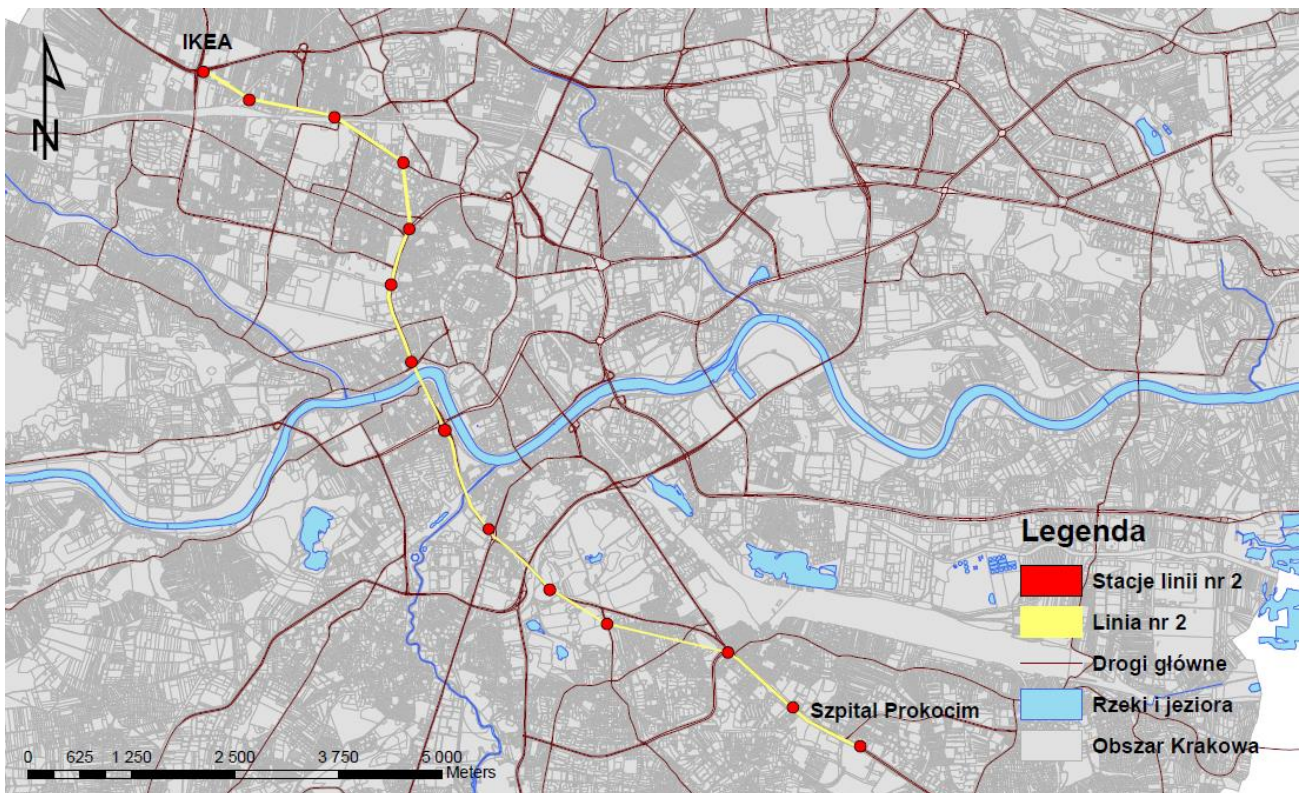 IKEA
N
Legenda
Stacje linii nr 2
Linia nr 2
Drogi główne
Rzeki i jeziora
Obszar Krakowa
Szpital Prokocim
0 625 1 250 2 500 3 750 5 000
Meters